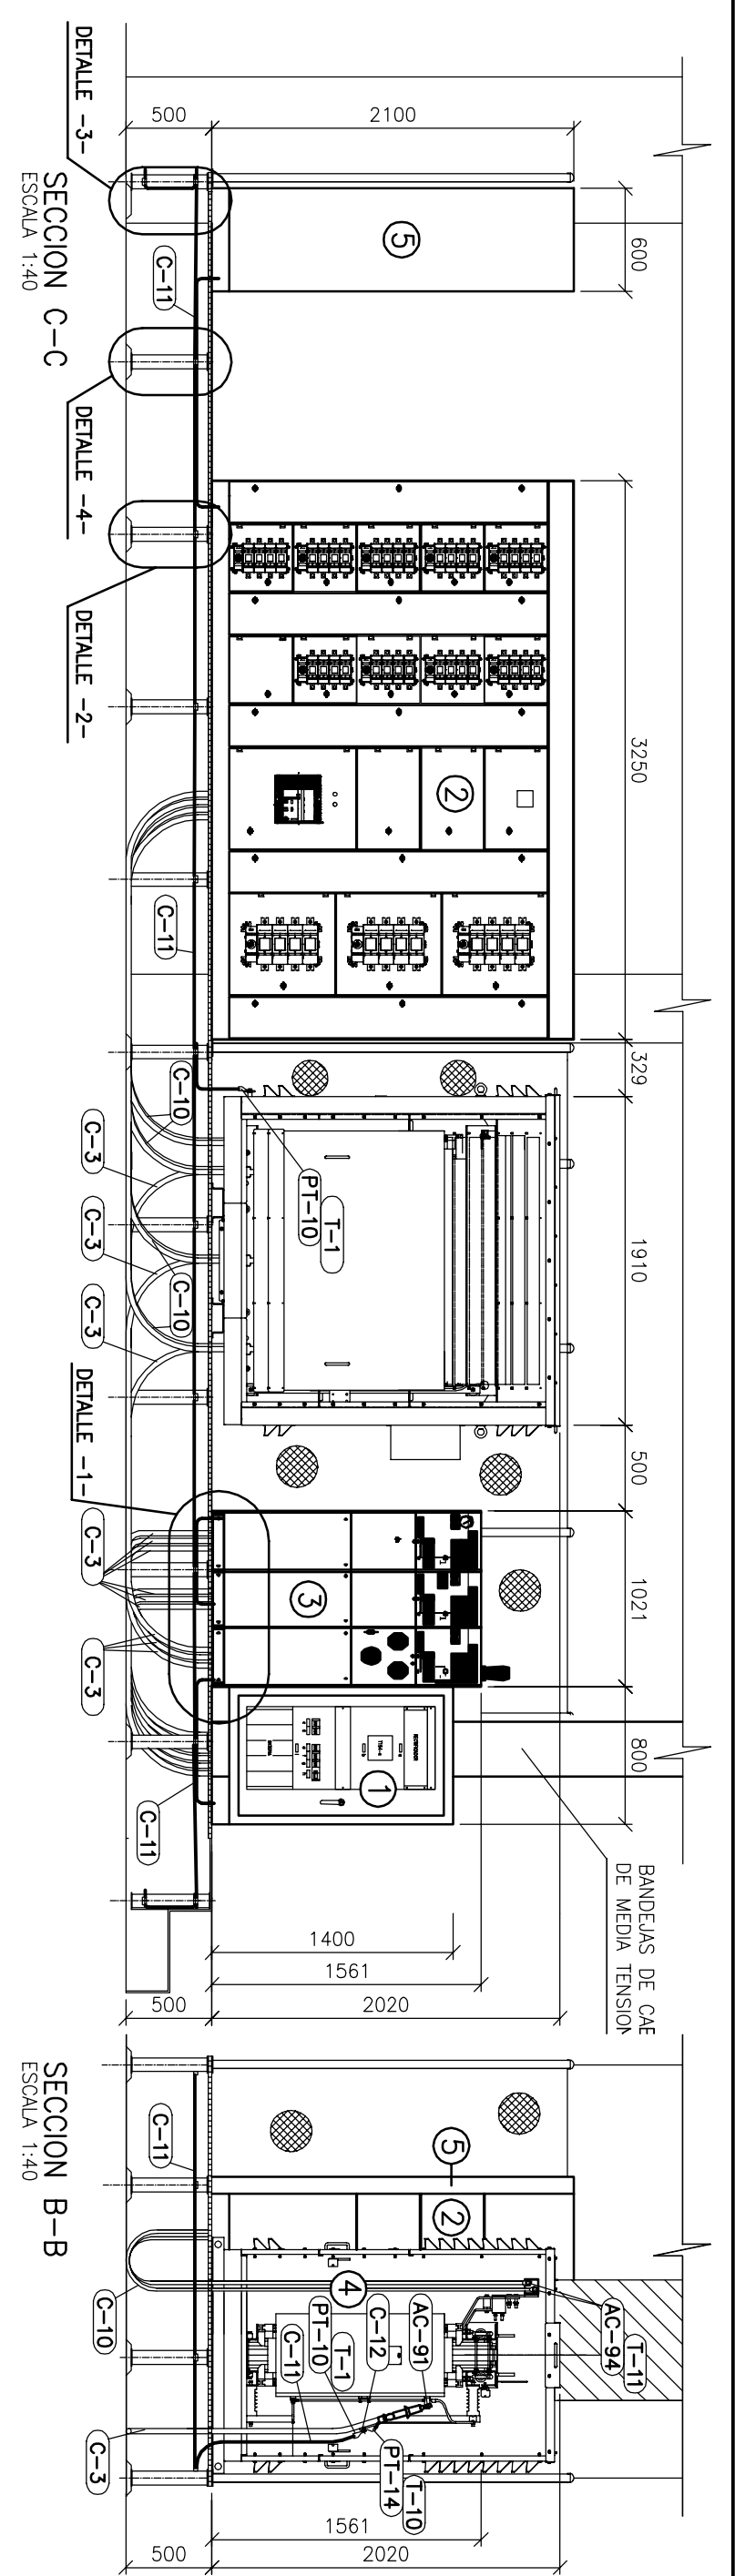 DETALLE -3-
500
2100
SECCION C-C
ESCALA 1:40
C-11
5
600
DETALLE -4-
DETALLE -2-
3250
2
C-11
329
C-10
C-3
C-3
C-10
C-3
T-1
PT-10
1910
DETALLE -1-
500
C-3
C-3
3
1021
1
800
C-11
BANDEJAS DE CAB
DE MEDIA TENSION
1400
1561
500
2020
SECCION B-B
ESCALA 1:40
C-11
5
2
4
C-10
C-3
C-11
T-1
PT-10
C-12
AC-91
T-11
AC-94
T-10
PT-14
1561
500
2020